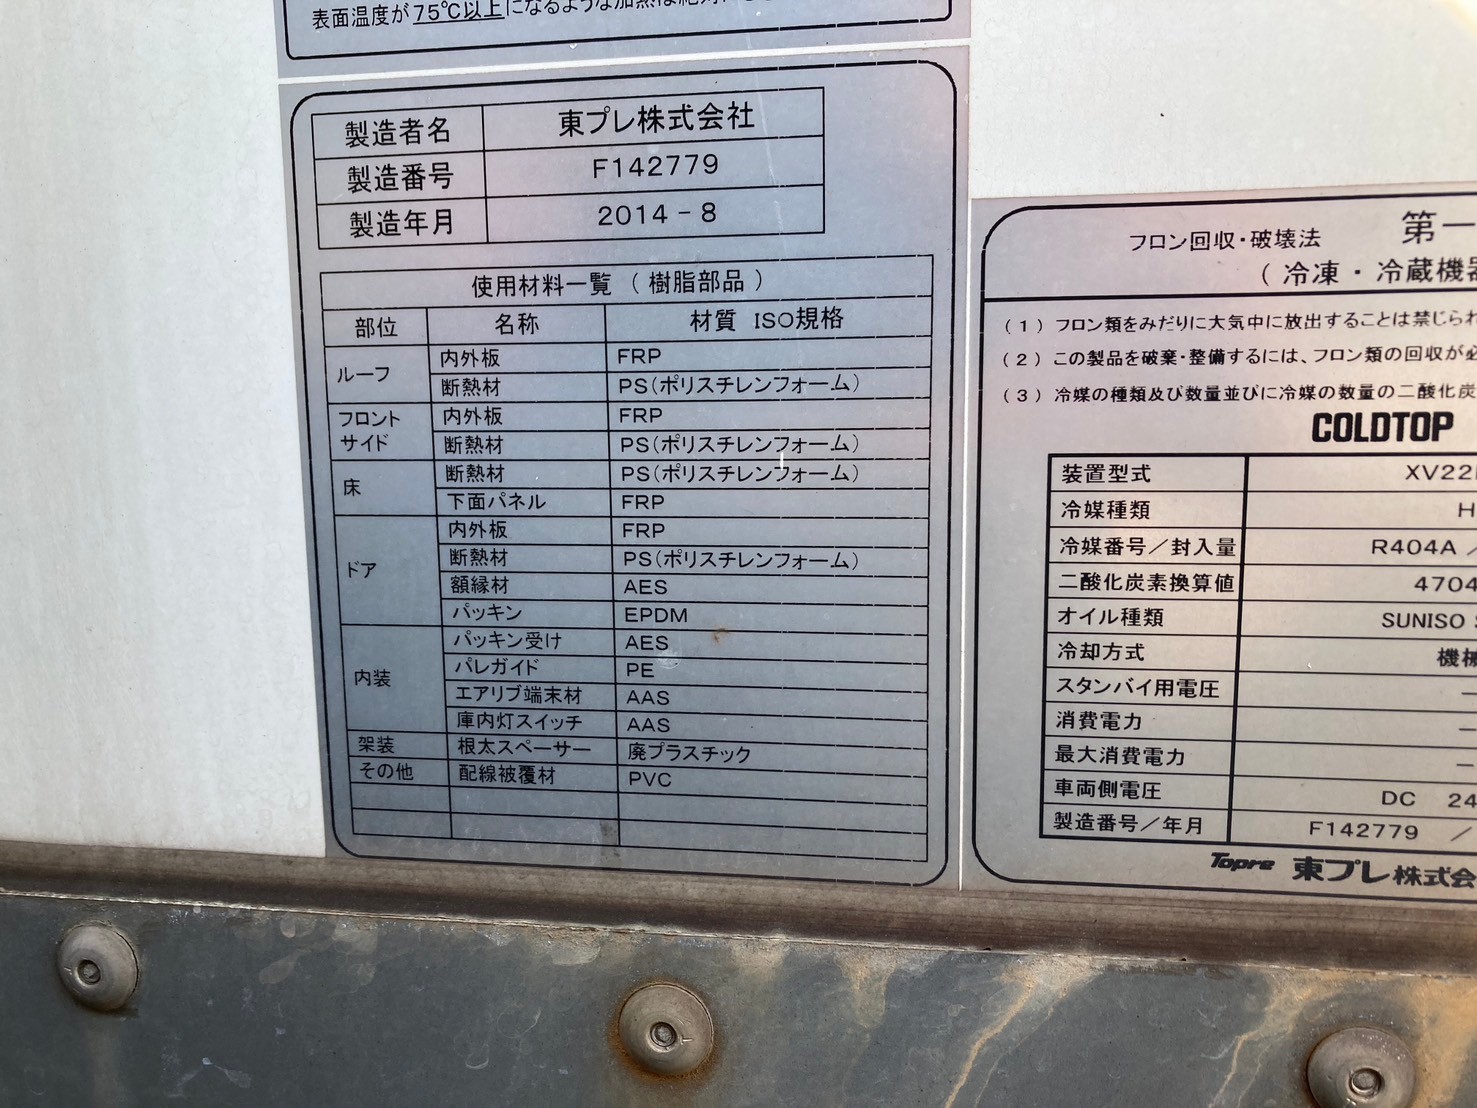 表面温度が75℃以上になるような加熱は絶対に
製造者名 東プレ株式会社
製造番号 F142779
製造年月 2014－8
使用材料一覧 （ 樹脂部品 ）
部位 名称 材質 ISO規格
ルーフ 内外板 FRP
断熱材 PS（ポリスチレンフォーム）
フロント
サイド 内外板 FRP
断熱材 PS（ポリスチレンフォーム）
床 断熱材 PS（ポリスチレンフォーム）
下面パネル FRP
ドア 内外板 FRP
断熱材 PS（ポリスチレンフォーム）
額縁材 AES
パッキン EPDM
内装 パッキン受け AES
パレガイド PE
エアリブ端末材 AAS
庫内灯スイッチ AAS
架装 根太スペーサー 廃プラスチック
その他 配線被覆材 PVC
フロン回収・破壊法 第一
（ 冷凍 ・ 冷蔵機器
（１）フロン類をみだりに大気中に放出することは禁じられ
（２）この製品を破棄・整備するには、フロン類の回収が必
（３）冷媒の種類及び数量並びに冷媒の数量の二酸化炭
COLDTOP
装置型式 XV22
冷媒種類 H
冷媒番号／封入量 R404A ／
二酸化炭素換算値 4704
オイル種類 SUNISO
冷却方式 機械
スタンバイ用電圧 －
消費電力 －
最大消費電力 －
車両側電圧 DC 24
製造番号／年月 F142779 ／
Topre 東プレ株式会